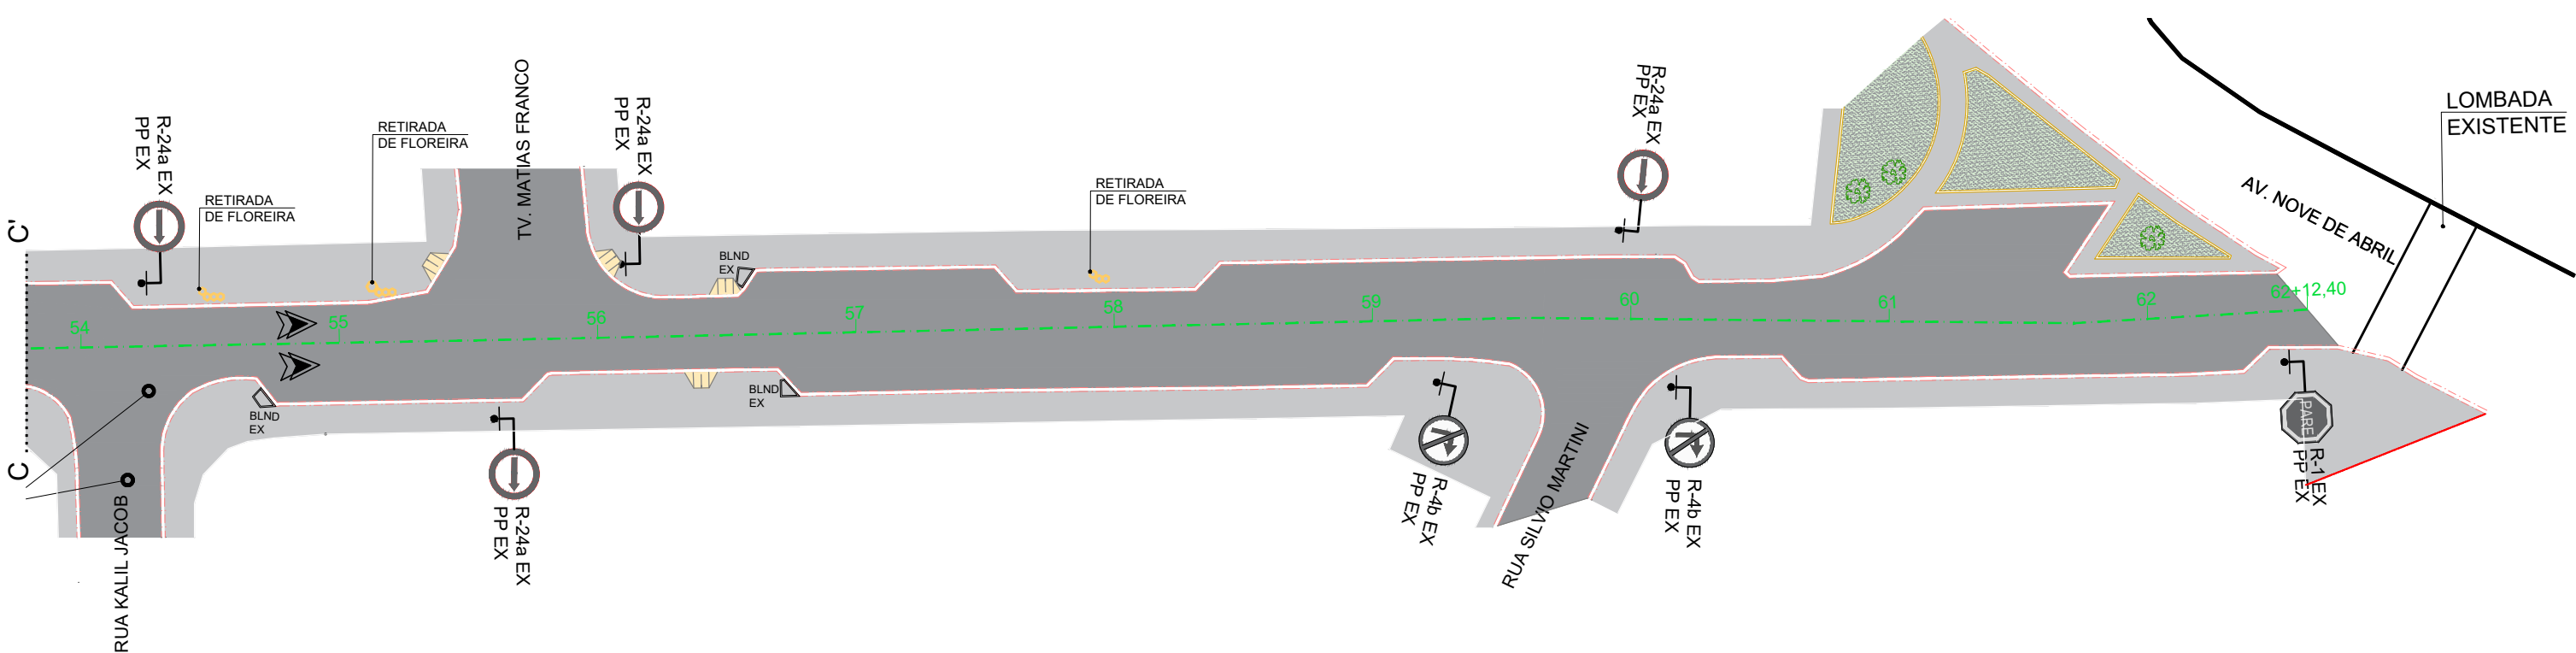 C'
C
R-24a EX
PP EX
RETIRADA
DE FLOREIRA
RETIRADA
DE FLOREIRA
TV. MATIAS FRANCO
R-24a EX
PP EX
BLND
EX
RETIRADA
DE FLOREIRA
R-24a EX
PP EX
LOMBADA
EXISTENTE
AV. NOVE DE ABRIL
54
55
56
57
58
59
60
61
62
62+12,40
RUA KALIL JACOB
BLND
EX
R-24a EX
PP EX
BLND
EX
R-4b EX
PP EX
RUA SILVIO MARTINI
R-4b EX
PP EX
PARE
R-1 EX
PP EX